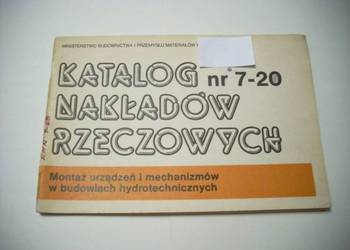 MINISTERSTWO BUDOWNICTWA I PRZEMYSŁU MATERIAŁÓW
KATALOG nr 7-20
NAKŁADÓW
RZECZOWYCH
Montaż urządzeń i mechanizmów
w budowlach hydrotechnicznych